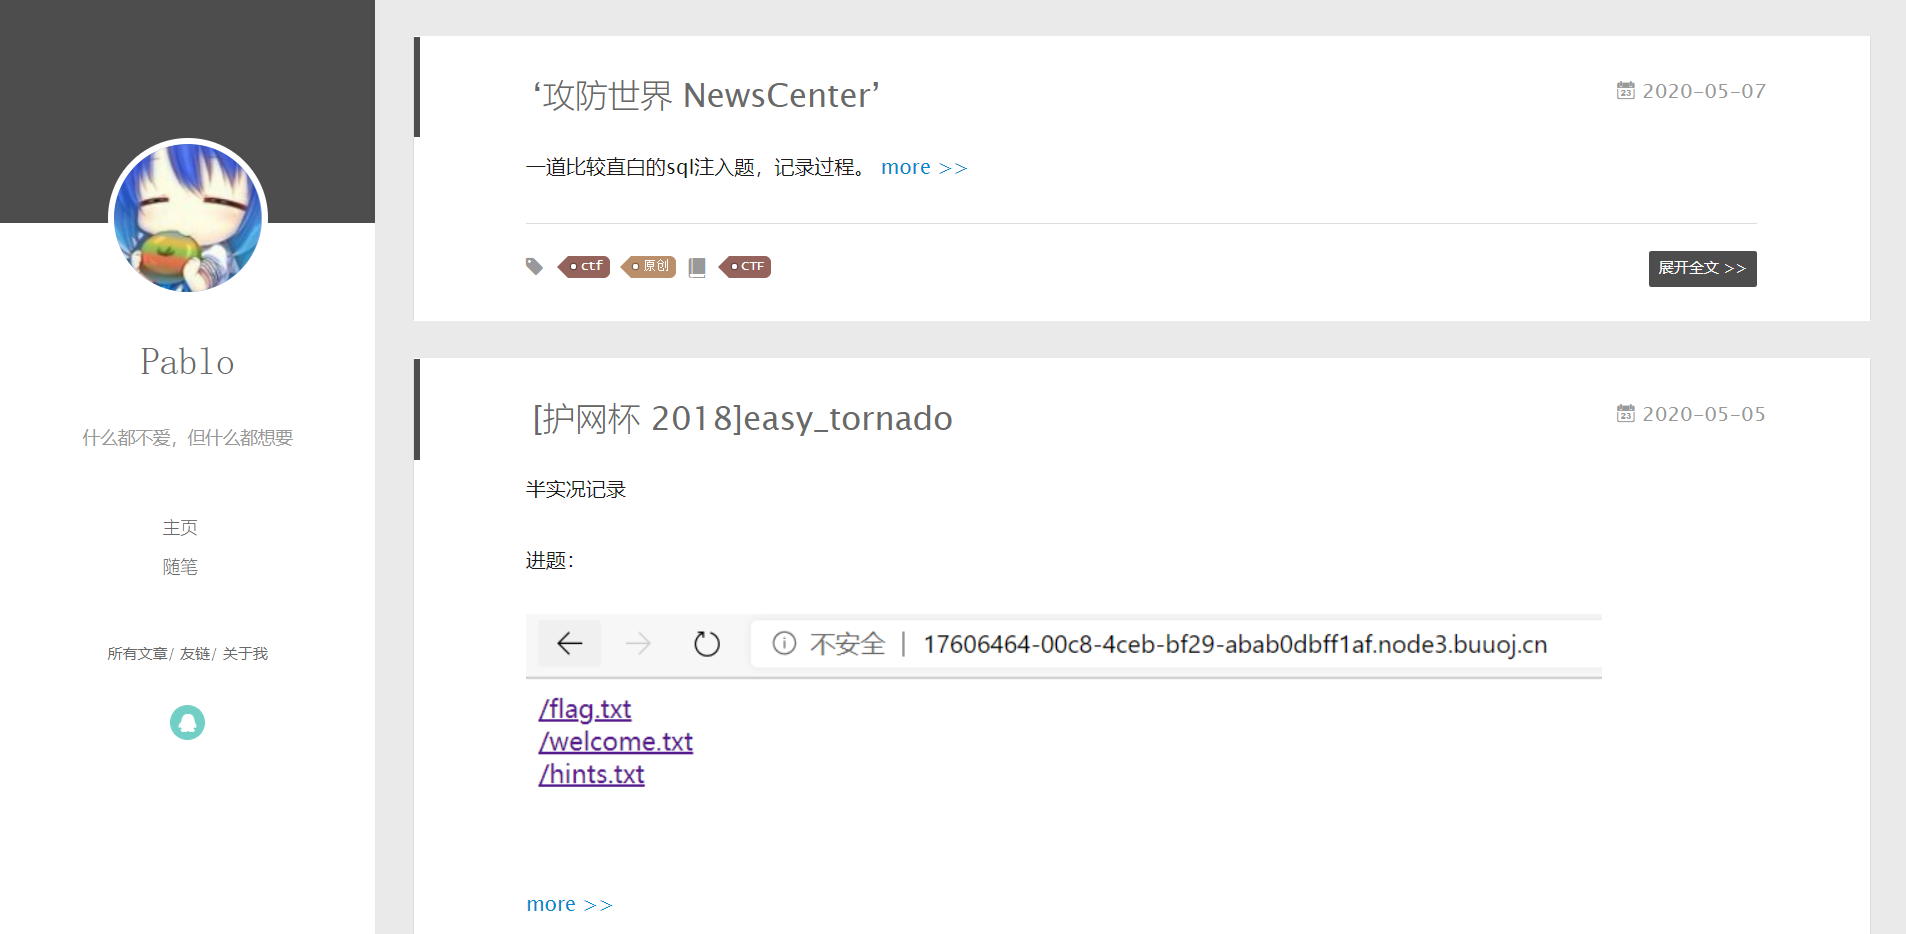 Pablo
什么都不爱，但什么都想要
主页
随笔
所有文章/ 友链/ 关于我
‘攻防世界 NewsCenter’
23 2020-05-07
一道比较直白的sql注入题，记录过程。 more >>
ctf 原创 CTF
展开全文 >>
[护网杯 2018]easy_tornado
23 2020-05-05
半实况记录
进题：
不安全 | 17606464-00c8-4ceb-bf29-abab0dbff1af.node3.buuoj.cn
/flag.txt
/welcome.txt
/hints.txt
more >>